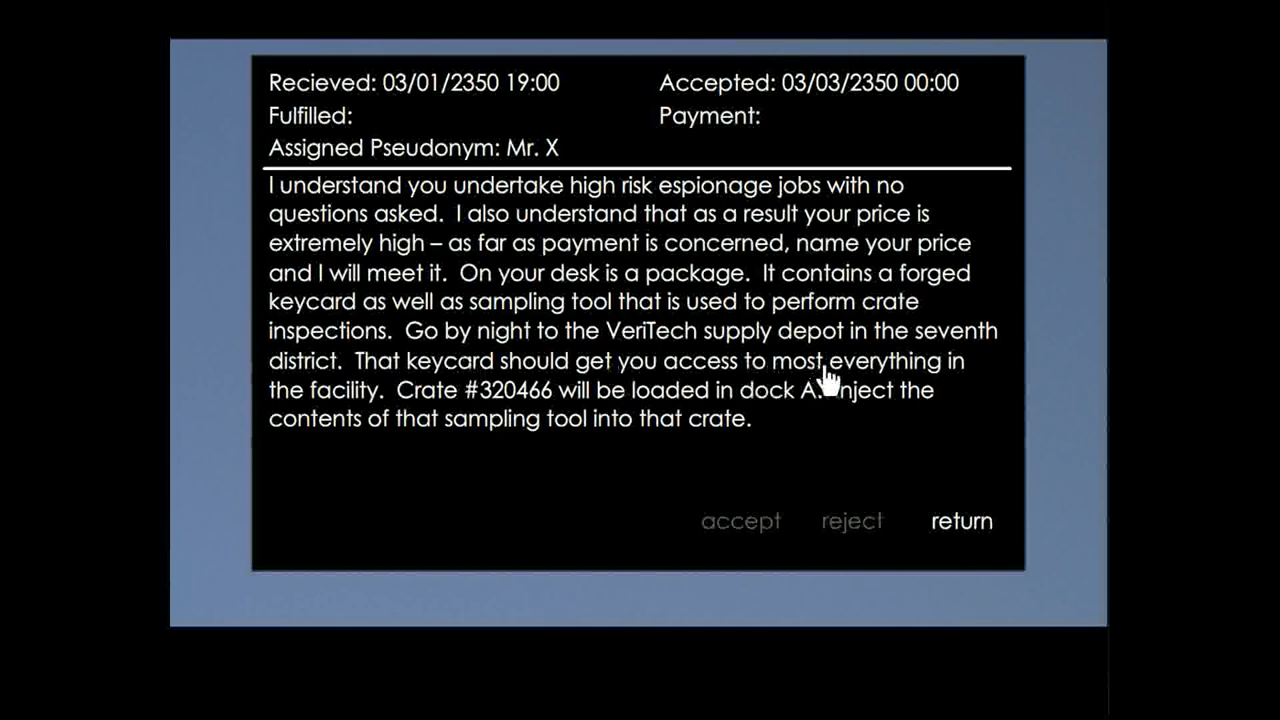 Recieved: 03/01/2350 19:00 Accepted: 03/03/2350 00:00
Fulfilled: Payment:
Assigned Pseudonym: Mr. X
I understand you undertake high risk espionage jobs with no
questions asked. I also understand that as a result your price is
extremely high – as far as payment is concerned, name your price
and I will meet it. On your desk is a package. It contains a forged
keycard as well as sampling tool that is used to perform crate
inspections. Go by night to the VeriTech supply depot in the seventh
district. That keycard should get you access to most everything in
the facility. Crate #320466 will be loaded in dock A. Inject the
contents of that sampling tool into that crate.
accept reject return